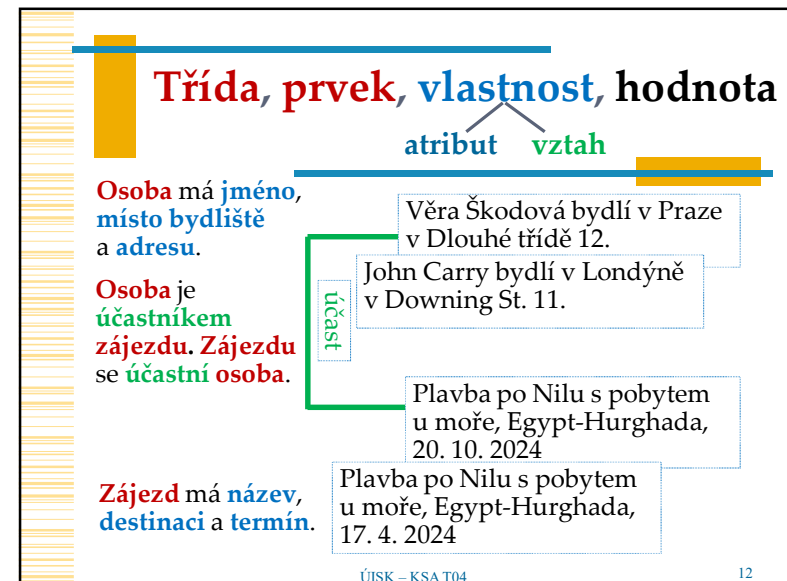 Třída, prvek, vlastnost, hodnota
atribut vztah
Osoba má jméno,
místo bydliště
a adresu.
Věra Škodová bydlí v Praze
v Dlouhé třídě 12.
John Carry bydlí v Londýně
v Downing St. 11.
Osoba je
účastníkem
zájezdu. Zájezdu
se účastní osoba.
účast
Plavba po Nilu s pobytem
u moře, Egypt-Hurghada,
20. 10. 2024
Zájezd má název,
destinaci a termín.
Plavba po Nilu s pobytem
u moře, Egypt-Hurghada,
17. 4. 2024
ÚISK – KSA T04
12